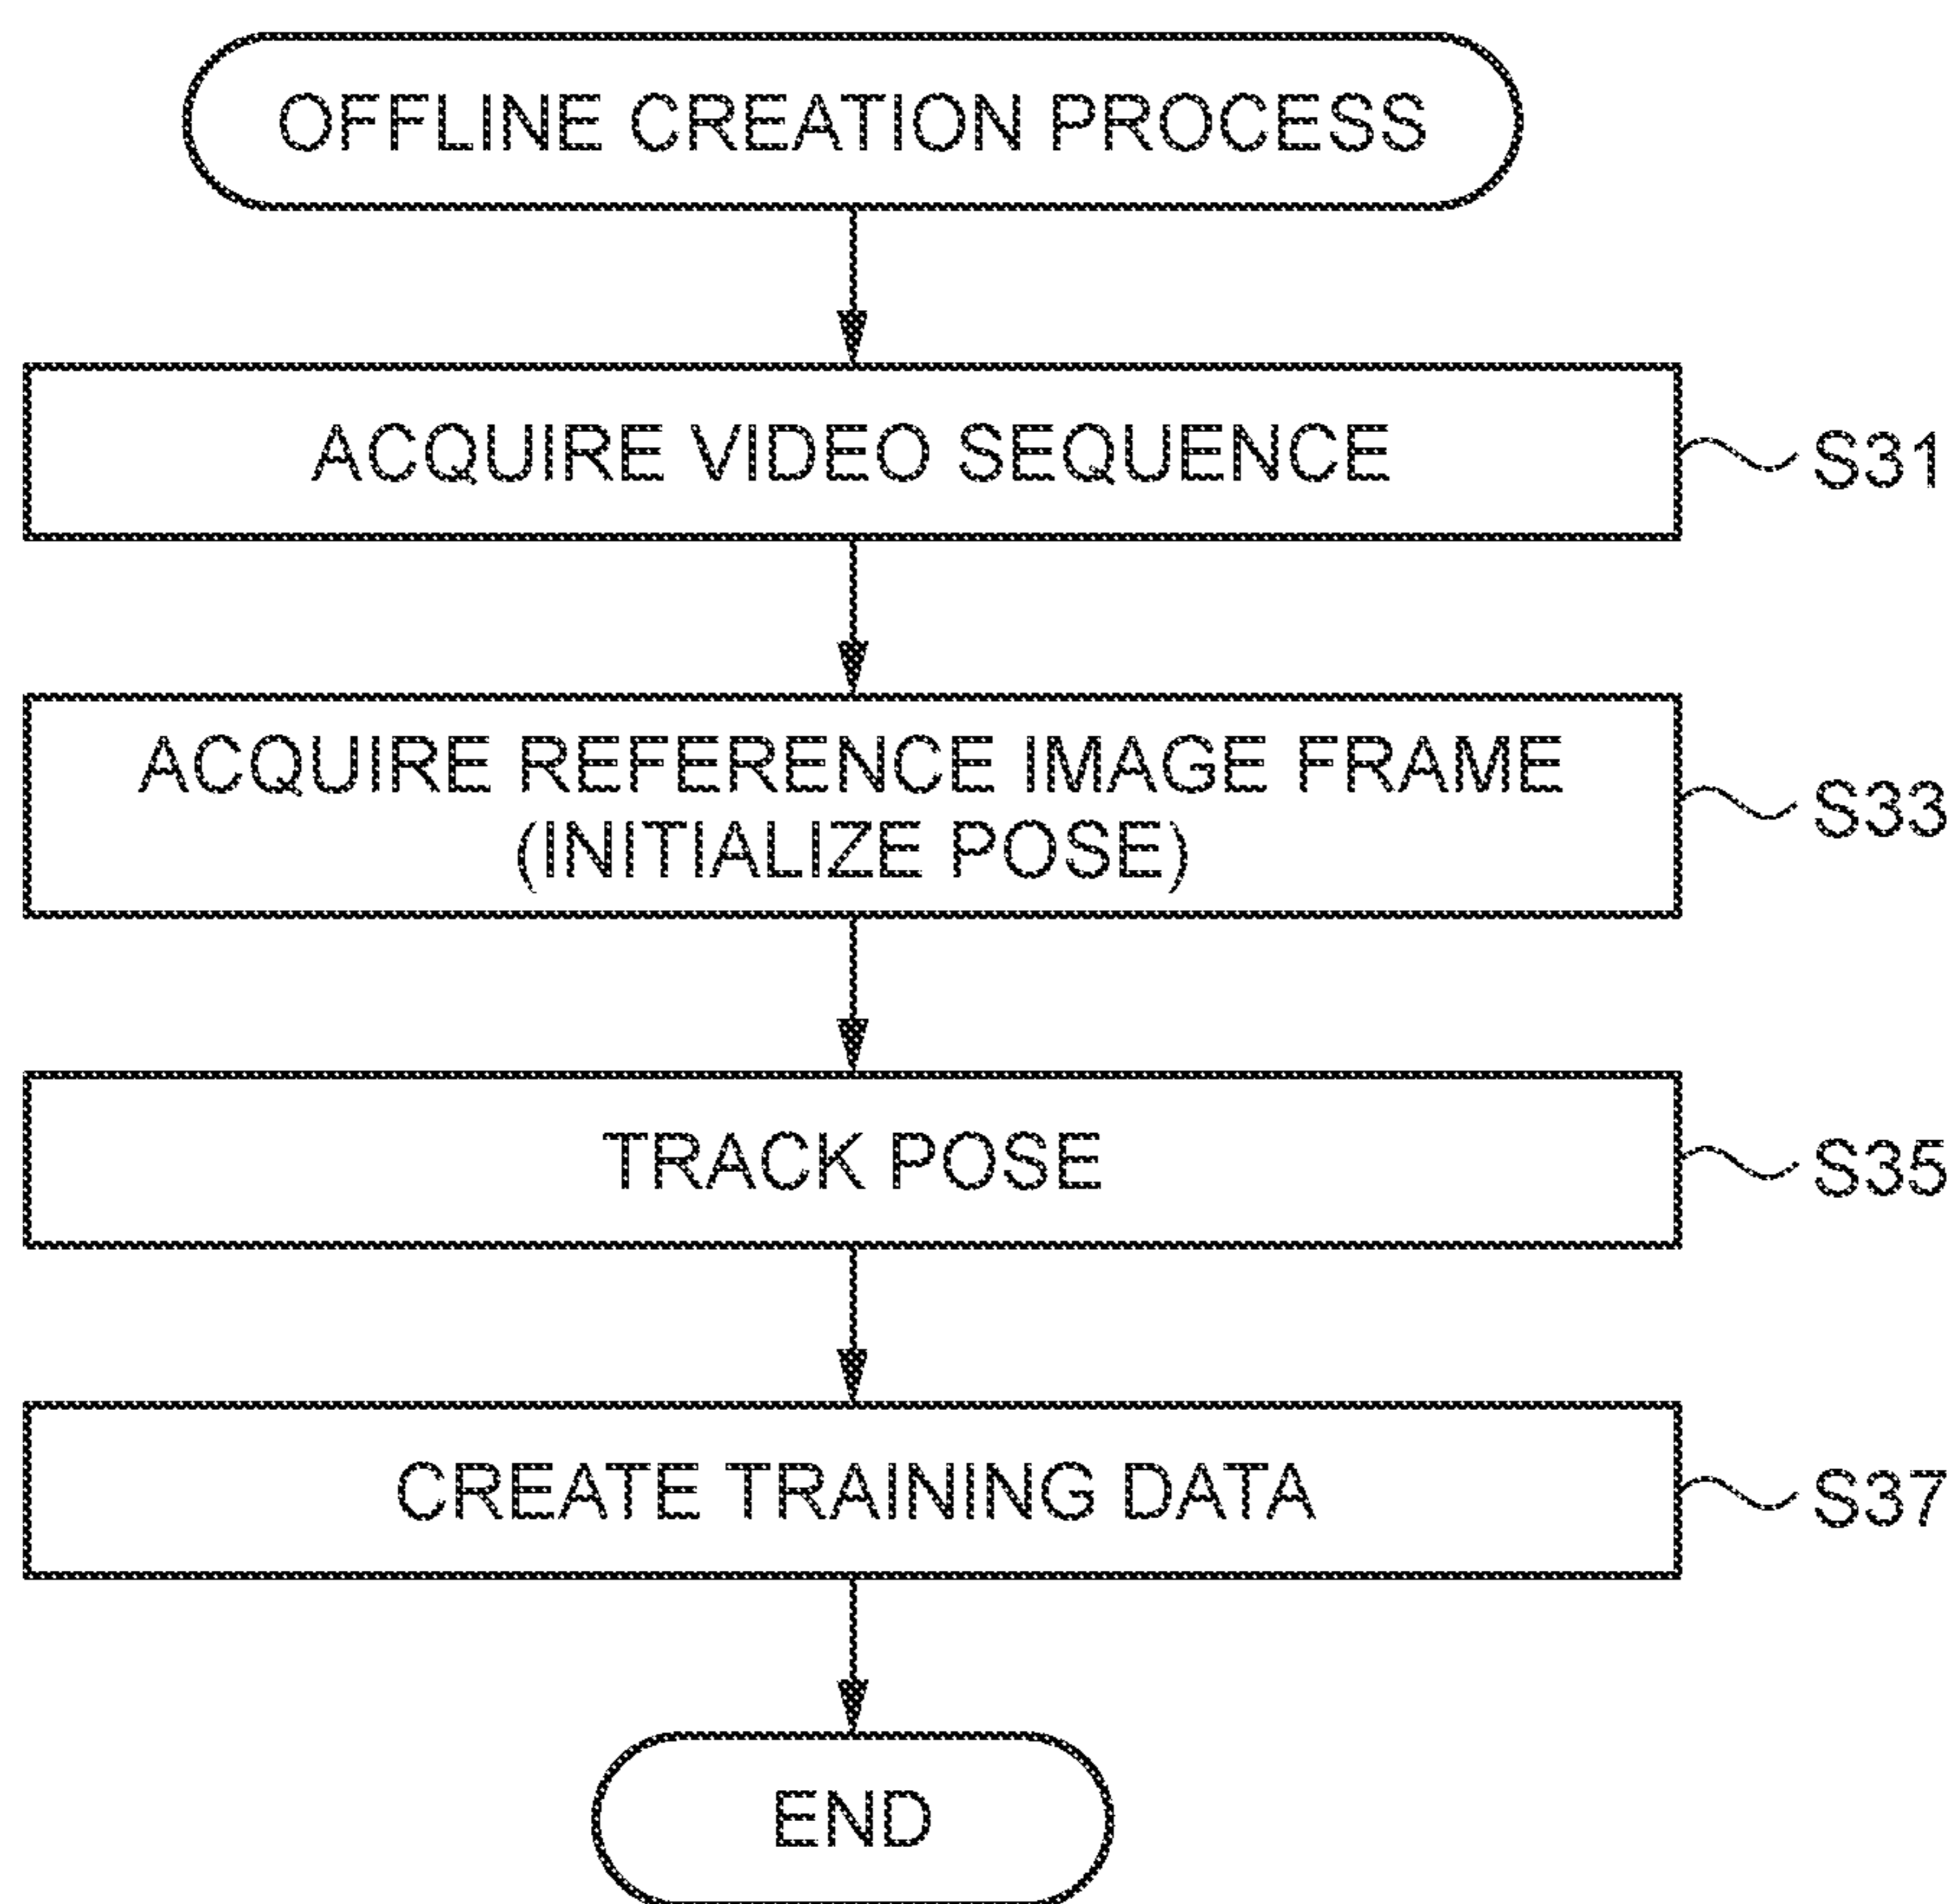 OFFLINE CREATION PROCESS
ACQUIRE VIDEO SEQUENCE
S31
ACQUIRE REFERENCE IMAGE FRAME
(INITIALIZE POSE)
S33
TRACK POSE
S35
CREATE TRAINING DATA
S37
END